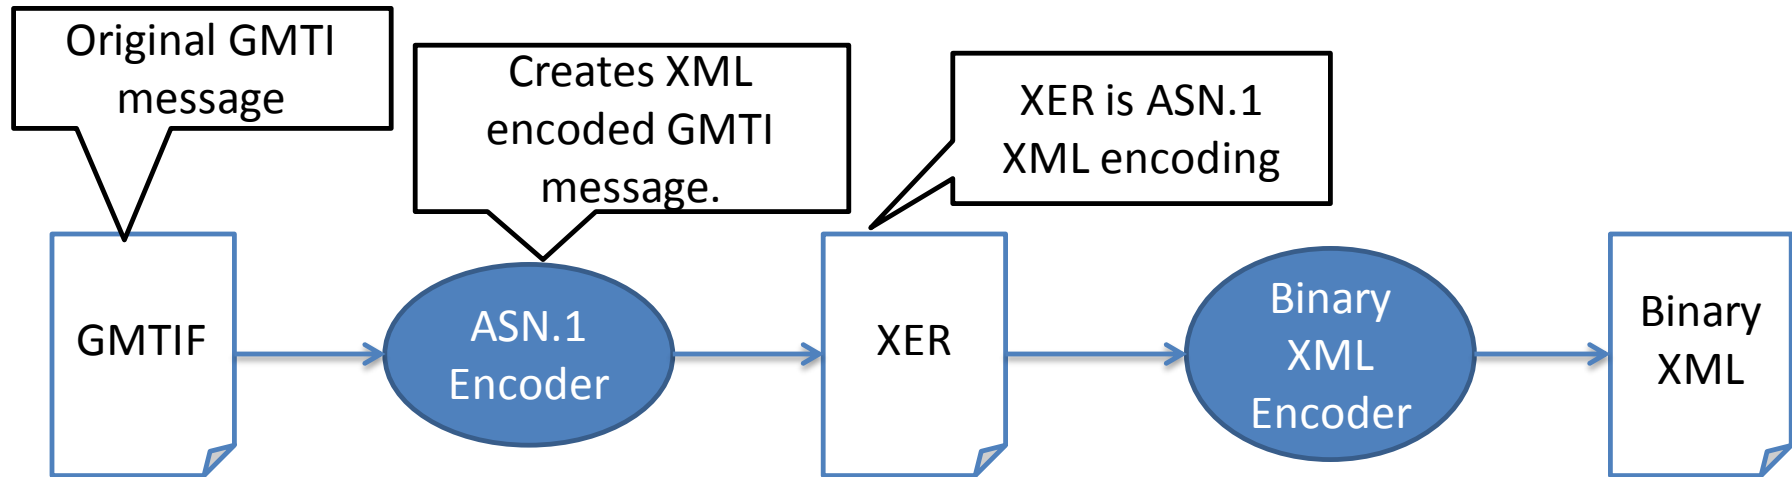 Original GMTI
message
Creates XML
encoded GMTI
message.
XER is ASN.1
XML encoding
GMTIF
ASN.1
Encoder
XER
Binary
XML
Encoder
Binary
XML